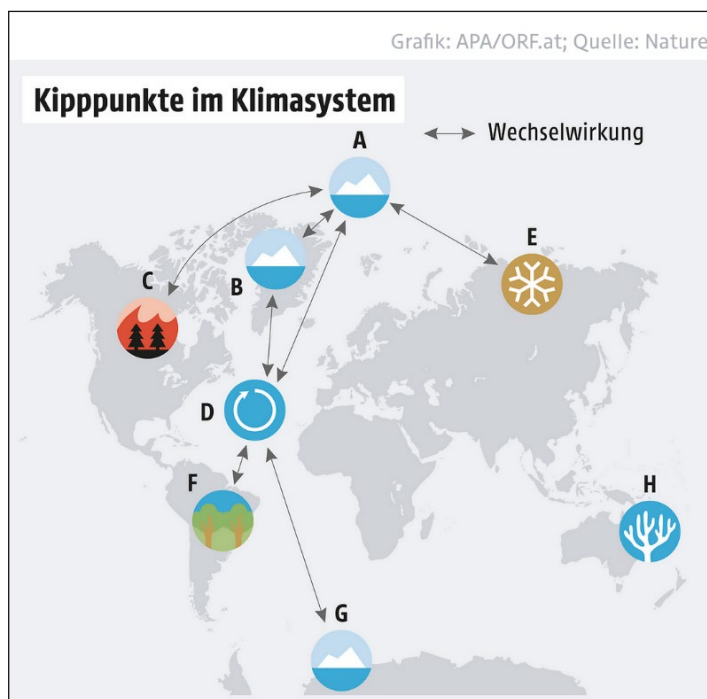 Grafik: APA/ORF.at; Quelle: Nature
Kipppunkte im Klimasystem
Wechselwirkung
A
E
C
B
D
F
H
G